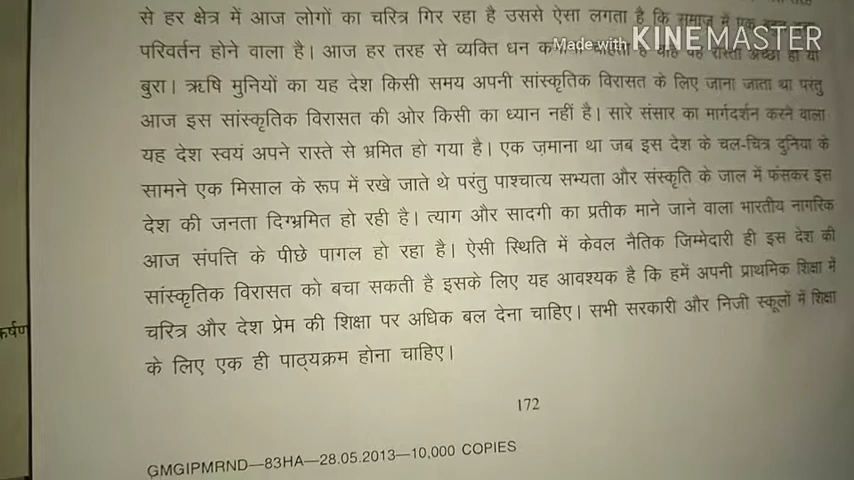 से हर क्षेत्र में आज लोगों का चरित्र गिर रहा है उससे ऐसा लगता है कि समाज में एक
परिवर्तन होने वाला है। आज हर तरह से व्यक्ति धन
Made with KINEMASTER
बुरा। ऋषि मुनियों का यह देश किसी समय अपनी सांस्कृतिक विरासत के लिए जाना जाता था परंतु
आज इस सांस्कृतिक विरासत की ओर किसी का ध्यान नहीं है। सारे संसार का मार्गदर्शन करने वाला
यह देश स्वयं अपने रास्ते से भ्रमित हो गया है। एक ज़माना था जब इस देश के चल-चित्र दुनिया के
सामने एक मिसाल के रूप में रखे जाते थे परंतु पाश्चात्य सभ्यता और संस्कृति के जाल में फंसकर इस
देश की जनता दिग्भ्रमित हो रही है। त्याग और सादगी का प्रतीक माने जाने वाला भारतीय नागरिक
आज संपत्ति के पीछे पागल हो रहा है। ऐसी स्थिति में केवल नैतिक जिम्मेदारी ही इस देश की
सांस्कृतिक विरासत को बचा सकती है इसके लिए यह आवश्यक है कि हमें अपनी प्राथमिक शिक्षा में
चरित्र और देश प्रेम की शिक्षा पर अधिक बल देना चाहिए। सभी सरकारी और निजी स्कूलों में शिक्षा
के लिए एक ही पाठ्यक्रम होना चाहिए।
172
GMGIPMRND—83HA—28.05.2013—10,000 COPIES